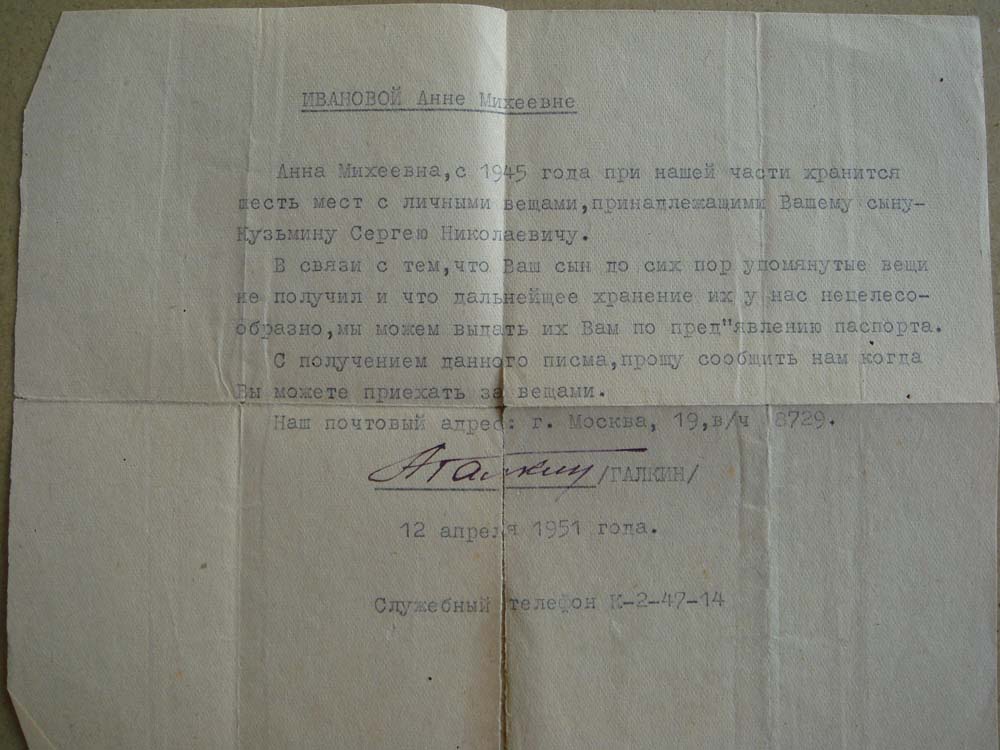 ИВАНОВОЙ Анне Михеевне
Анна Михеевна,с 1945 года при нашей части хранится
шесть мест с личными вещами,принадлежащими Вашему сыну-
Кузьмину Сергею Николаевичу.
В связи с тем,что Ваш сын до сих пор упомянутые вещи
не получил и что дальнейщее хранение их у нас нецелесо-
образно,мы можем выдать их Вам по пред"явлению паспорта.
С получением данного писма,прошу сообщить нам когда
Вы можете приехать за вещами.
Наш почтовый адрес: г. Москва, 19,в/ч 8729.
АГалкин /ГАЛКИН/
12 апреля 1951 года.
Служебный телефон К-2-47-14